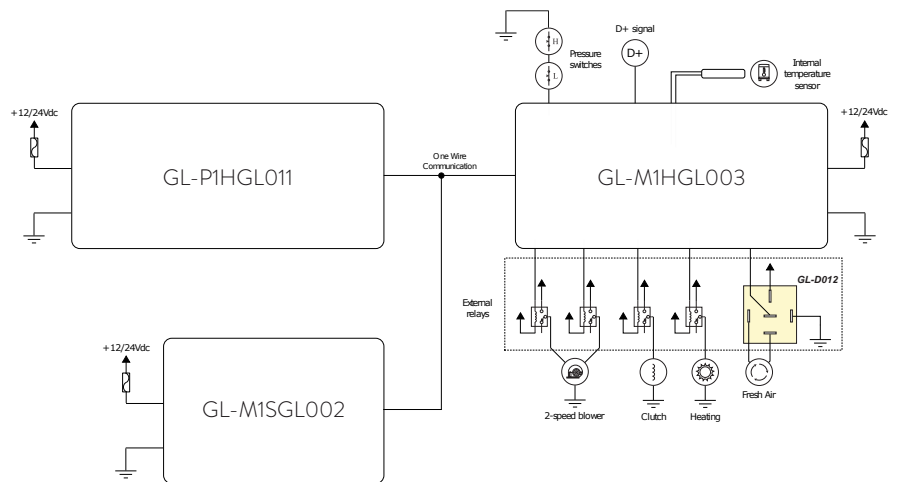 H
L
Pressure
switches
D+ signal
D+
Internal
temperature
sensor
+12/24Vdc
+12/24Vdc
GL-P1HGL011
One Wire
Communication
GL-M1HGL003
GL-D012
External
relays
+12/24Vdc
GL-M1SGL002
2-speed blower
Clutch
Heating
Fresh Air